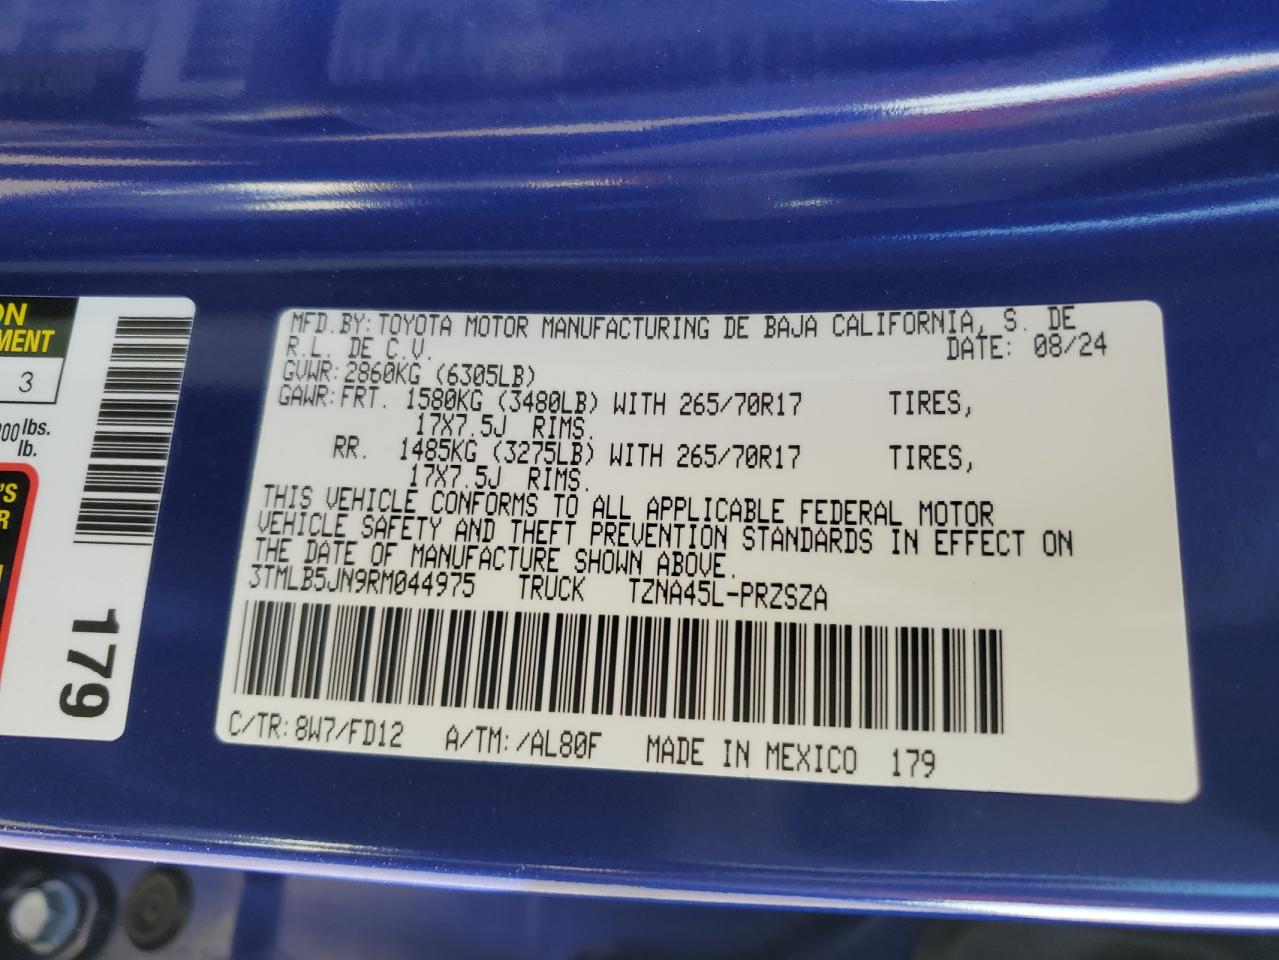 ON
MENT
3
00 lbs.
lb.
'S
R
179
MFD.BY:TOYOTA MOTOR MANUFACTURING DE BAJA CALIFORNIA, S. DE
R.L. DE C.V. DATE: 08/24
GVWR:2860KG (6305LB)
GAWR:FRT. 1580KG (3480LB) WITH 265/70R17 TIRES,
17X7.5J RIMS.
RR. 1485KG (3275LB) WITH 265/70R17 TIRES,
17X7.5J RIMS.
THIS VEHICLE CONFORMS TO ALL APPLICABLE FEDERAL MOTOR
VEHICLE SAFETY AND THEFT PREVENTION STANDARDS IN EFFECT ON
THE DATE OF MANUFACTURE SHOWN ABOVE.
3TMLB5JN9RM044975 TRUCK TZNA45L-PRZSZA
C/TR:8W7/FD12 A/TM:/AL80F MADE IN MEXICO 179